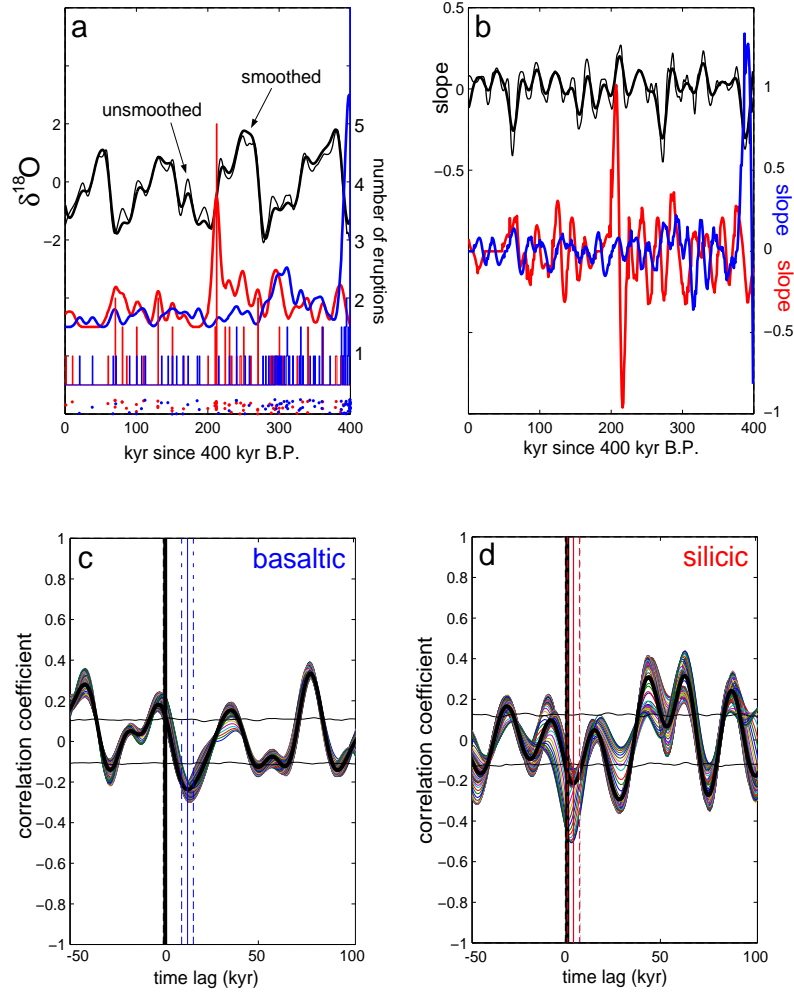 a
smoothed
unsmoothed
δ18O
2
0
−2
5
4
3
2
1
number of eruptions
0 100 200 300 400
kyr since 400 kyr B.P.
b
0.5
0
−0.5
slope
1
0.5
0
−0.5
−1
slope
slope
0 100 200 300 400
kyr since 400 kyr B.P.
c
basaltic
1
0.8
0.6
0.4
0.2
0
−0.2
−0.4
−0.6
−0.8
−1
correlation coefficient
-50 0 50 100
time lag (kyr)
d
silicic
1
0.8
0.6
0.4
0.2
0
−0.2
−0.4
−0.6
−0.8
−1
correlation coefficient
-50 0 50 100
time lag (kyr)